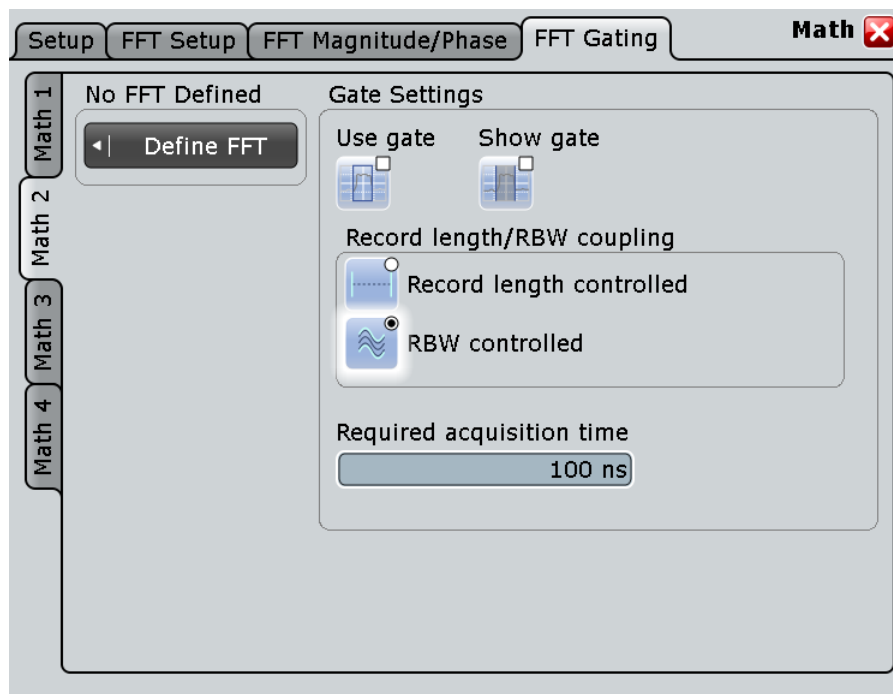 Setup FFT Setup FFT Magnitude/Phase FFT Gating Math
Math 1
Math 2
Math 3
Math 4
No FFT Defined
Define FFT
Gate Settings
Use gate Show gate
Record length/RBW coupling
Record length controlled
RBW controlled
Required acquisition time
100 ns